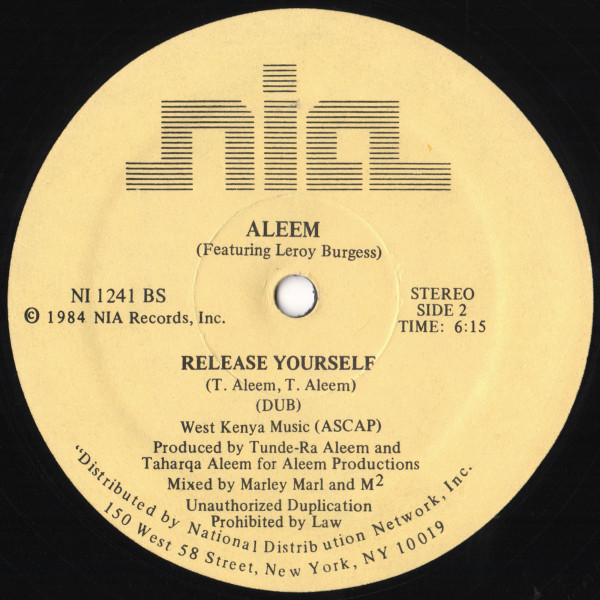 nia
ALEEM
(Featuring Leroy Burgess)
NI 1241 BS
© 1984 NIA Records, Inc.
STEREO
SIDE 2
TIME: 6:15
RELEASE YOURSELF
(T. Aleem, T. Aleem)
(DUB)
West Kenya Music (ASCAP)
Produced by Tunde-Ra Aleem and
Taharqa Aleem for Aleem Productions
Mixed by Marley Marl and M²
Unauthorized Duplication
Prohibited by Law
"Distributed by National Distribution Network, Inc.
150 West 58 Street, New York, NY 10019